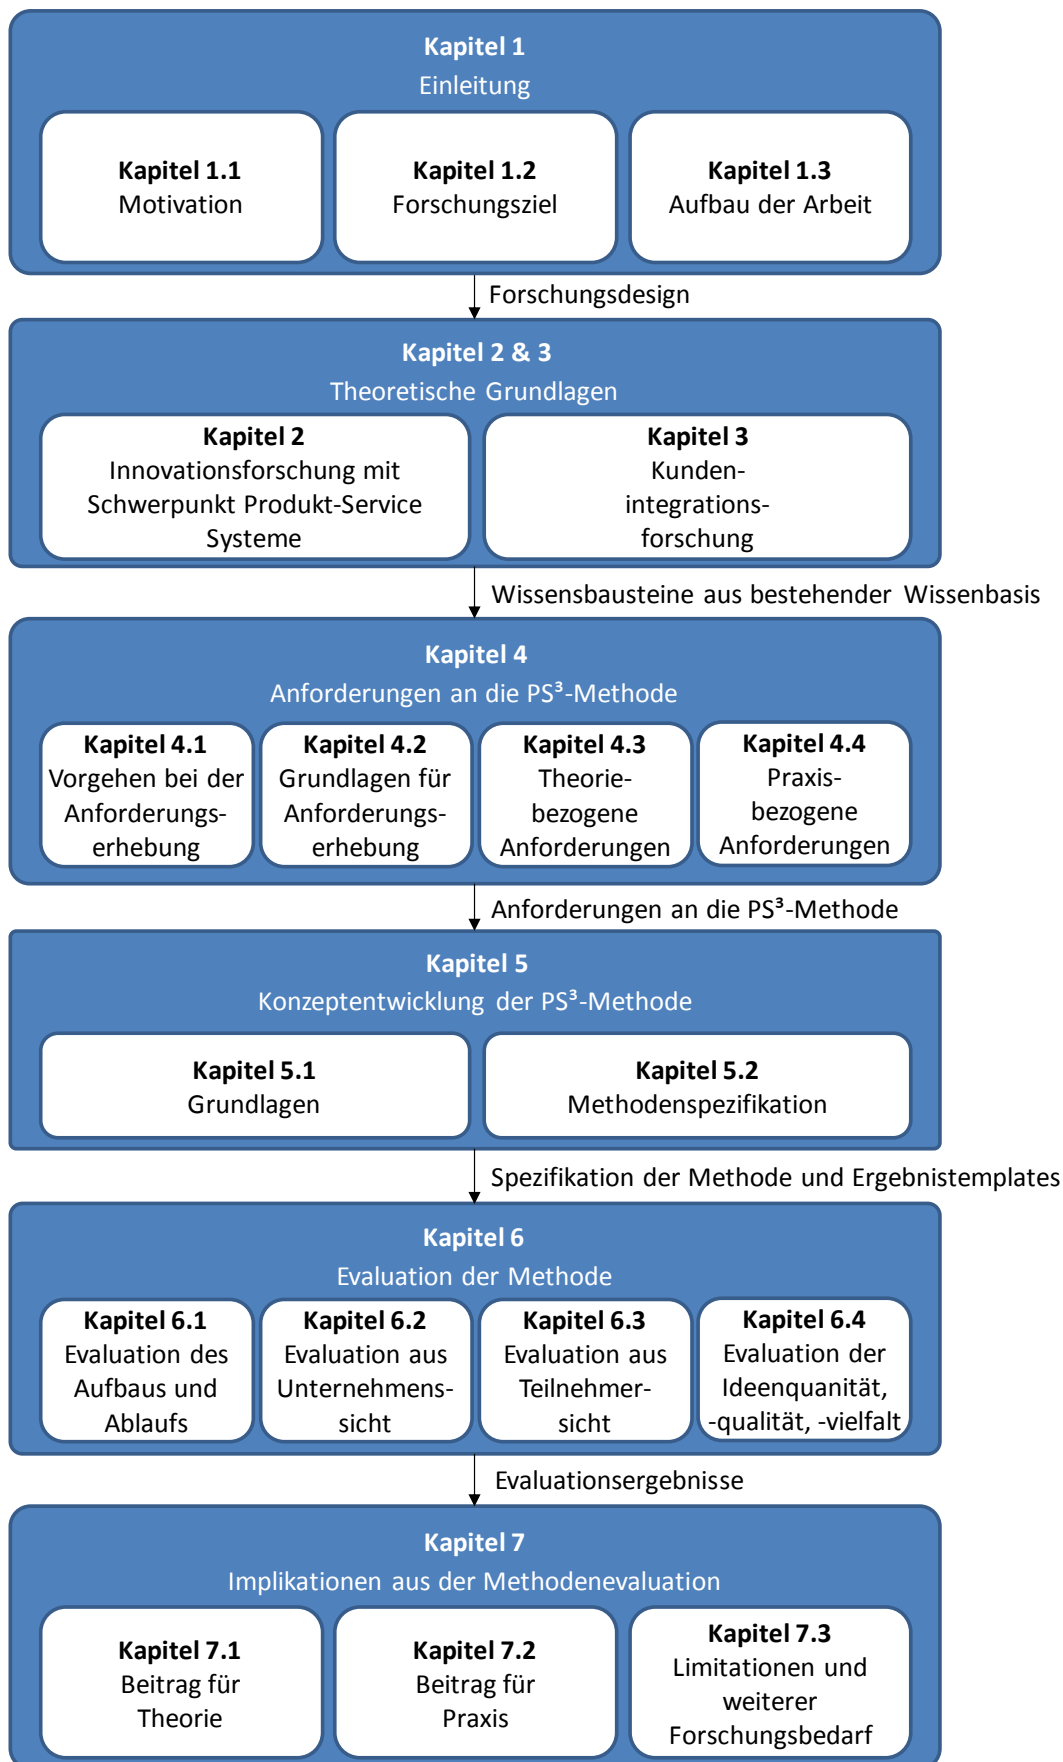 Kapitel 1
Einleitung
Kapitel 1.1
Motivation
Kapitel 1.2
Forschungsziel
Kapitel 1.3
Aufbau der Arbeit
Forschungsdesign
Kapitel 2 & 3
Theoretische Grundlagen
Kapitel 2
Innovationsforschung mit
Schwerpunkt Produkt-Service
Systeme
Kapitel 3
Kunden-
integrations-
forschung
Wissensbausteine aus bestehender Wissenbasis
Kapitel 4
Anforderungen an die PS³-Methode
Kapitel 4.1
Vorgehen bei der
Anforderungs-
erhebung
Kapitel 4.2
Grundlagen für
Anforderungs-
erhebung
Kapitel 4.3
Theorie-
bezogene
Anforderungen
Kapitel 4.4
Praxis-
bezogene
Anforderungen
Anforderungen an die PS³-Methode
Kapitel 5
Konzeptentwicklung der PS³-Methode
Kapitel 5.1
Grundlagen
Kapitel 5.2
Methodenspezifikation
Spezifikation der Methode und Ergebnistemplates
Kapitel 6
Evaluation der Methode
Kapitel 6.1
Evaluation des
Aufbaus und
Ablaufs
Kapitel 6.2
Evaluation aus
Unternehmens-
sicht
Kapitel 6.3
Evaluation aus
Teilnehmer-
sicht
Kapitel 6.4
Evaluation der
Ideenquanität,
-qualität, -vielfalt
Evaluationsergebnisse
Kapitel 7
Implikationen aus der Methodenevaluation
Kapitel 7.1
Beitrag für
Theorie
Kapitel 7.2
Beitrag für
Praxis
Kapitel 7.3
Limitationen und
weiterer
Forschungsbedarf